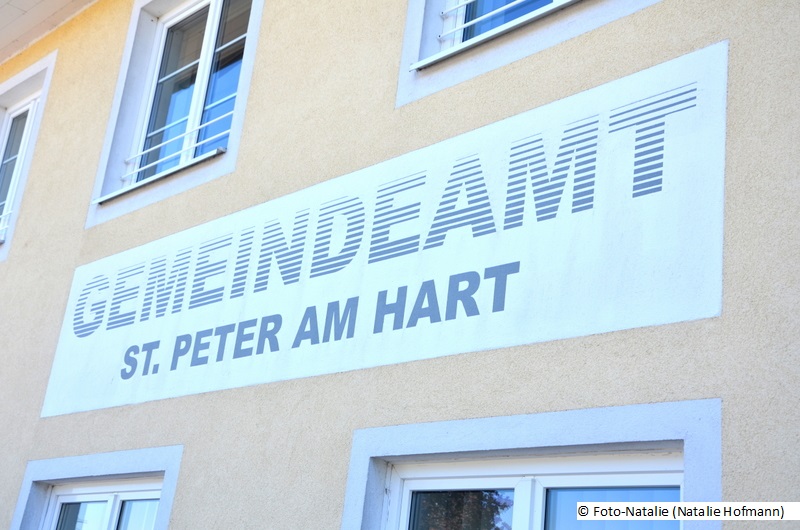 GEMEINDEAMT
ST. PETER AM HART
© Foto-Natalie (Natalie Hofmann)